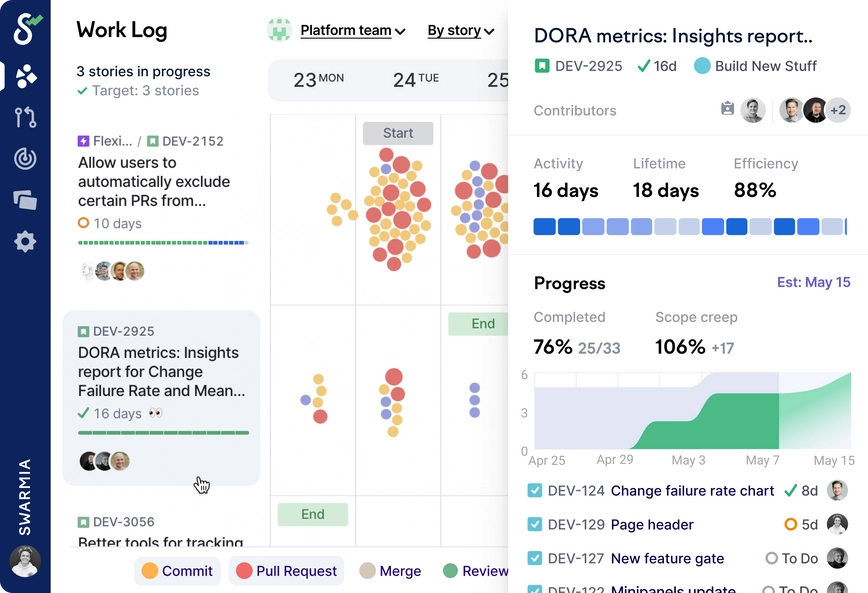 Work Log
3 stories in progress
Target: 3 stories
Flexi... / DEV-2152
Allow users to
automatically exclude
certain PRs from...
10 days
DEV-2925
DORA metrics: Insights
report for Change
Failure Rate and Mean...
16 days
DEV-3056
Better tools for tracking
SWARMIA
Platform team
By story
23 MON
24 TUE
25
Start
End
End
Commit
Pull Request
Merge
Review
DORA metrics: Insights report..
DEV-2925 16d Build New Stuff
Contributors
+2
Activity Lifetime Efficiency
16 days 18 days 88%
Progress
Est: May 15
Completed Scope creep
76% 25/33 106% +17
6
3
0
Apr 25 Apr 29 May 3 May 7 May 15
DEV-124 Change failure rate chart 8d
DEV-129 Page header 5d
DEV-127 New feature gate To Do
DEV-122 Minipanels update To Do